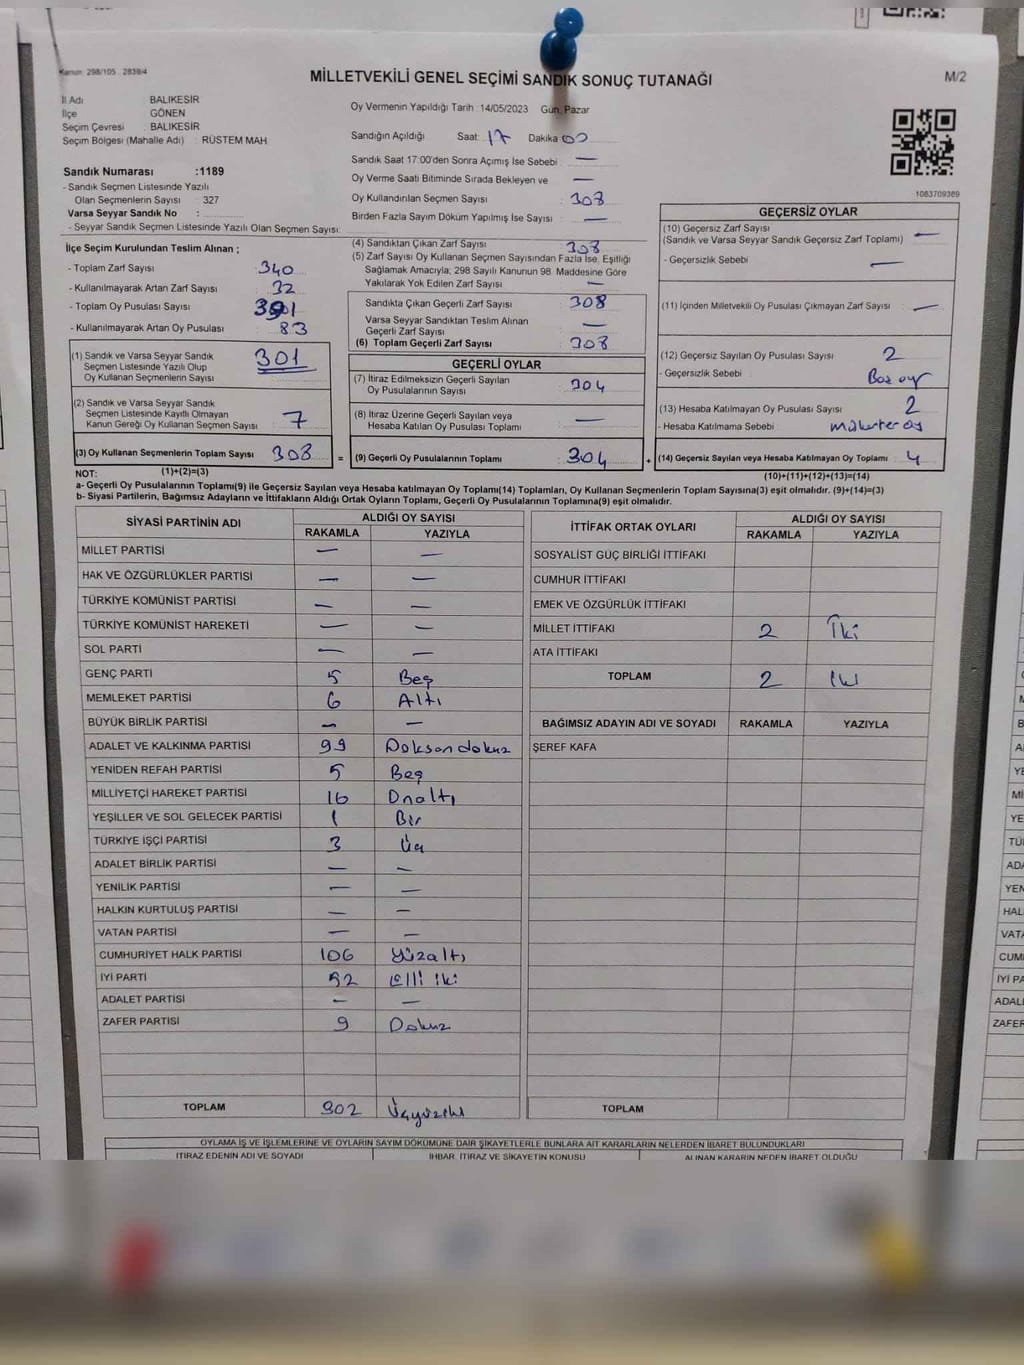 Kanun: 298/105 . 2839/4
MİLLETVEKİLİ GENEL SEÇİMİ SANDIK SONUÇ TUTANAĞI
M/2
İl Adı : BALIKESİR
İlçe : GÖNEN
Seçim Çevresi : BALIKESİR
Seçim Bölgesi (Mahalle Adı) : RÜSTEM MAH.
Oy Vermenin Yapıldığı Tarih : 14/05/2023 Gün: Pazar
Sandığın Açıldığı Saat: 17 Dakika: 00
Sandık Saat 17:00'den Sonra Açımış İse Sebebi : —
Oy Verme Saati Bitiminde Sırada Bekleyen ve —
Oy Kullandırılan Seçmen Sayısı : 308
Birden Fazla Sayım Döküm Yapılmış İse Sayısı : —
1083709389
Sandık Numarası :1189
- Sandık Seçmen Listesinde Yazılı
Olan Seçmenlerin Sayısı : 327
Varsa Seyyar Sandık No :
- Seyyar Sandık Seçmen Listesinde Yazılı Olan Seçmen Sayısı:
İlçe Seçim Kurulundan Teslim Alınan ;
- Toplam Zarf Sayısı : 340
- Kullanılmayarak Artan Zarf Sayısı : 32
- Toplam Oy Pusulası Sayısı :
- Kullanılmayarak Artan Oy Pusulası : 83
(1) Sandık ve Varsa Seyyar Sandık
Seçmen Listesinde Yazılı Olup
Oy Kullanan Seçmenlerin Sayısı : 301
(2) Sandık ve Varsa Seyyar Sandık
Seçmen Listesinde Kayıtlı Olmayan
Kanun Gereği Oy Kullanan Seçmen Sayısı : 7
(3) Oy Kullanan Seçmenlerin Toplam Sayısı : 308
(1)+(2)=(3)
(4) Sandıktan Çıkan Zarf Sayısı : 308
(5) Zarf Sayısı Oy Kullanan Seçmen Sayısından Fazla İse, Eşitliği
Sağlamak Amacıyla; 298 Sayılı Kanunun 98. Maddesine Göre
Yakılarak Yok Edilen Zarf Sayısı : —
Sandıkta Çıkan Geçerli Zarf Sayısı : 308
Varsa Seyyar Sandıktan Teslim Alınan
Geçerli Zarf Sayısı : —
(6) Toplam Geçerli Zarf Sayısı : 308
GEÇERLİ OYLAR
(7) İtiraz Edilmeksizin Geçerli Sayılan
Oy Pusulalarının Sayısı : 304
(8) İtiraz Üzerine Geçerli Sayılan veya
Hesaba Katılan Oy Pusulası Toplamı : —
= (9) Geçerli Oy Pusulalarının Toplamı : 304
GEÇERSİZ OYLAR
(10) Geçersiz Zarf Sayısı : —
(Sandık ve Varsa Seyyar Sandık Geçersiz Zarf Toplamı)
- Geçersizlik Sebebi : —
(11) İçinden Milletvekili Oy Pusulası Çıkmayan Zarf Sayısı : —
(12) Geçersiz Sayılan Oy Pusulası Sayısı : 2
- Geçersizlik Sebebi : Boş oy
(13) Hesaba Katılmayan Oy Pusulası Sayısı : 2
- Hesaba Katılmama Sebebi : mükerrer oy
+ (14) Geçersiz Sayılan veya Hesaba Katılmayan Oy Toplamı : 4
(10)+(11)+(12)+(13)=(14)
NOT:
a- Geçerli Oy Pusulalarının Toplamı(9) ile Geçersiz Sayılan veya Hesaba katılmayan Oy Toplamı(14) Toplamları, Oy Kullanan Seçmenlerin Toplam Sayısına(3) eşit olmalıdır. (9)+(14)=(3)
b- Siyasi Partilerin, Bağımsız Adayların ve İttifakların Aldığı Ortak Oyların Toplamı, Geçerli Oy Pusulalarının Toplamına(9) eşit olmalıdır.
SİYASİ PARTİNİN ADI ALDIĞI OY SAYISI
RAKAMLA YAZIYLA
MİLLET PARTİSİ — —
HAK VE ÖZGÜRLÜKLER PARTİSİ — —
TÜRKİYE KOMÜNİST PARTİSİ — —
TÜRKİYE KOMÜNİST HAREKETİ — —
SOL PARTİ — —
GENÇ PARTİ 5 Beş
MEMLEKET PARTİSİ 6 Altı
BÜYÜK BİRLİK PARTİSİ — —
ADALET VE KALKINMA PARTİSİ 99 Doksan dokuz
YENİDEN REFAH PARTİSİ 5 Beş
MİLLİYETÇİ HAREKET PARTİSİ 16 Onaltı
YEŞİLLER VE SOL GELECEK PARTİSİ 1 Bir
TÜRKİYE İŞÇİ PARTİSİ 3 Üç
ADALET BİRLİK PARTİSİ — —
YENİLİK PARTİSİ — —
HALKIN KURTULUŞ PARTİSİ — —
VATAN PARTİSİ — —
CUMHURİYET HALK PARTİSİ 106 Yüzaltı
İYİ PARTİ 52 Elli iki
ADALET PARTİSİ — —
ZAFER PARTİSİ 9 Dokuz
TOPLAM 302 Üçyüziki
İTTİFAK ORTAK OYLARI ALDIĞI OY SAYISI
RAKAMLA YAZIYLA
SOSYALİST GÜÇ BİRLİĞİ İTTİFAKI
CUMHUR İTTİFAKI
EMEK VE ÖZGÜRLÜK İTTİFAKI
MİLLET İTTİFAKI 2 İki
ATA İTTİFAKI
TOPLAM 2 İki
BAĞIMSIZ ADAYIN ADI VE SOYADI RAKAMLA YAZIYLA
ŞEREF KAFA
TOPLAM
OYLAMA İŞ VE İŞLEMLERİNE VE OYLARIN SAYIM DÖKÜMÜNE DAİR ŞİKAYETLERLE BUNLARA AİT KARARLARIN NELERDEN İBARET BULUNDUKLARI
İTİRAZ EDENİN ADI VE SOYADI İHBAR, İTİRAZ VE ŞİKAYETİN KONUSU ALINAN KARARIN NEDEN İBARET OLDUĞU